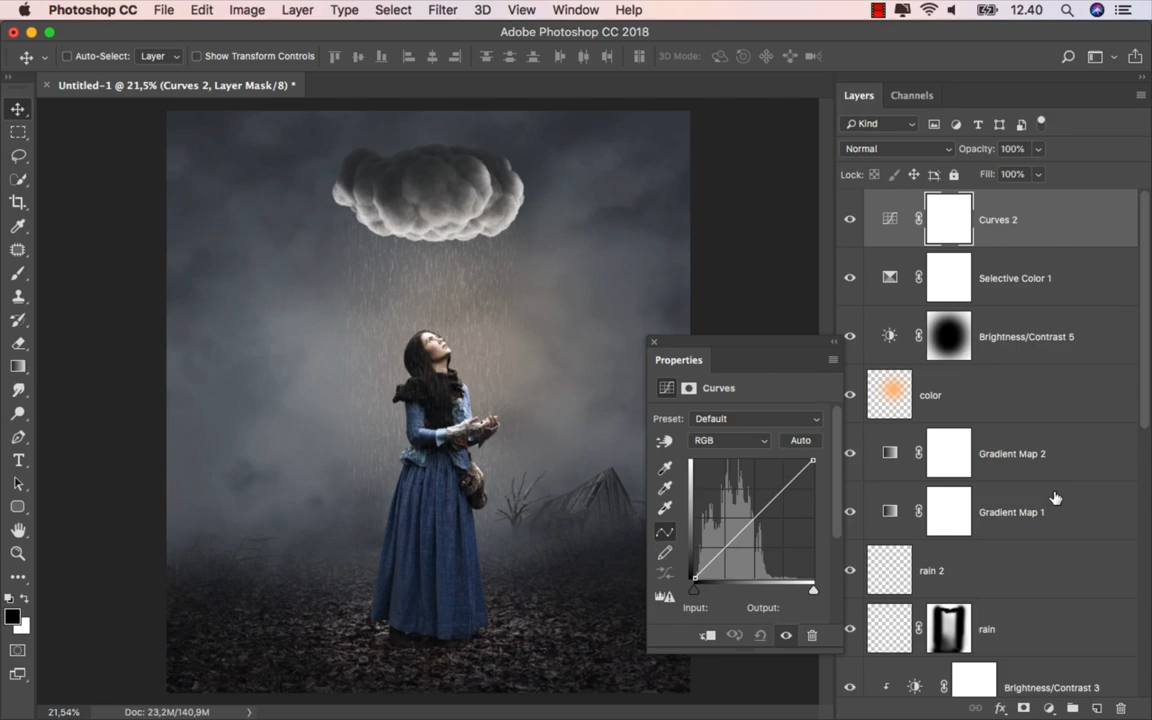 Photoshop CC File Edit Image Layer Type Select Filter 3D View Window Help 12.40
Adobe Photoshop CC 2018
Auto-Select: Layer Show Transform Controls 3D Mode:
Untitled-1 @ 21,5% (Curves 2, Layer Mask/8) *
Layers Channels
Kind
Normal Opacity: 100%
Lock: Fill: 100%
Curves 2
Selective Color 1
Brightness/Contrast 5
color
Gradient Map 2
Gradient Map 1
rain 2
rain
Brightness/Contrast 3
Properties
Curves
Preset: Default
RGB Auto
Input: Output:
21,54% Doc: 23,2M/140,9M